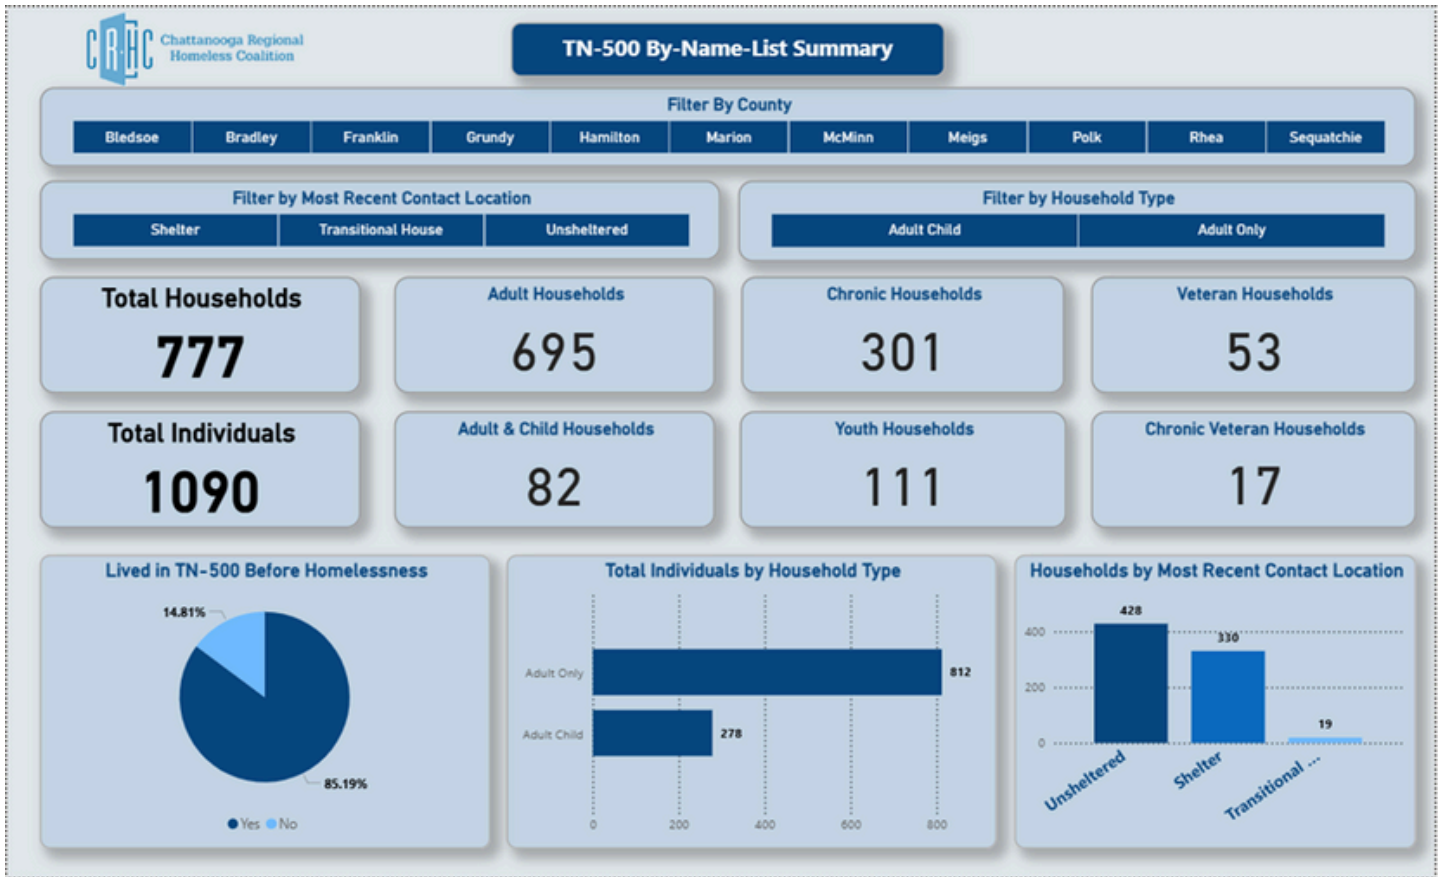 CRHC
Chattanooga Regional
Homeless Coalition
TN-500 By-Name-List Summary
Filter By County
Bledsoe Bradley Franklin Grundy Hamilton Marion McMinn Meigs Polk Rhea Sequatchie
Filter by Most Recent Contact Location
Shelter Transitional House Unsheltered
Filter by Household Type
Adult Child Adult Only
Total Households
777
Adult Households
695
Chronic Households
301
Veteran Households
53
Total Individuals
1090
Adult & Child Households
82
Youth Households
111
Chronic Veteran Households
17
Lived in TN-500 Before Homelessness
14.81%
85.19%
Yes No
Total Individuals by Household Type
Adult Only 812
Adult Child 278
0 200 400 600 800
Households by Most Recent Contact Location
428
400
330
200
19
0
Unsheltered Shelter Transitional ...